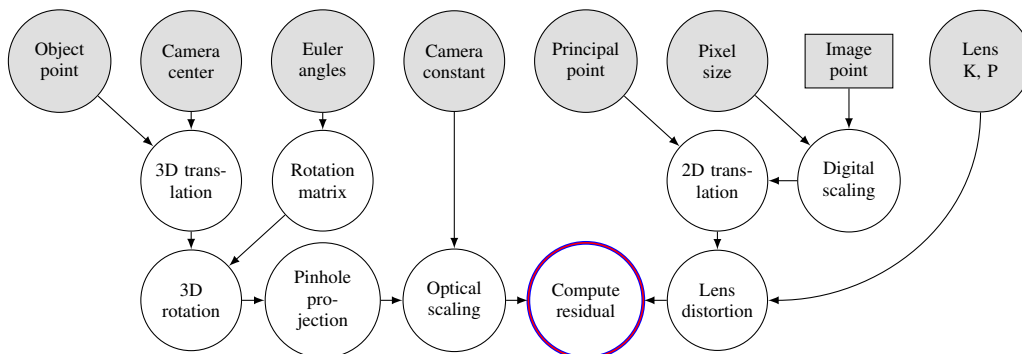 Object
point
Camera
center
Euler
angles
Camera
constant
Principal
point
Pixel
size
Image
point
Lens
K, P
3D trans-
lation
Rotation
matrix
2D trans-
lation
Digital
scaling
3D
rotation
Pinhole
pro-
jection
Optical
scaling
Compute
residual
Lens
distortion